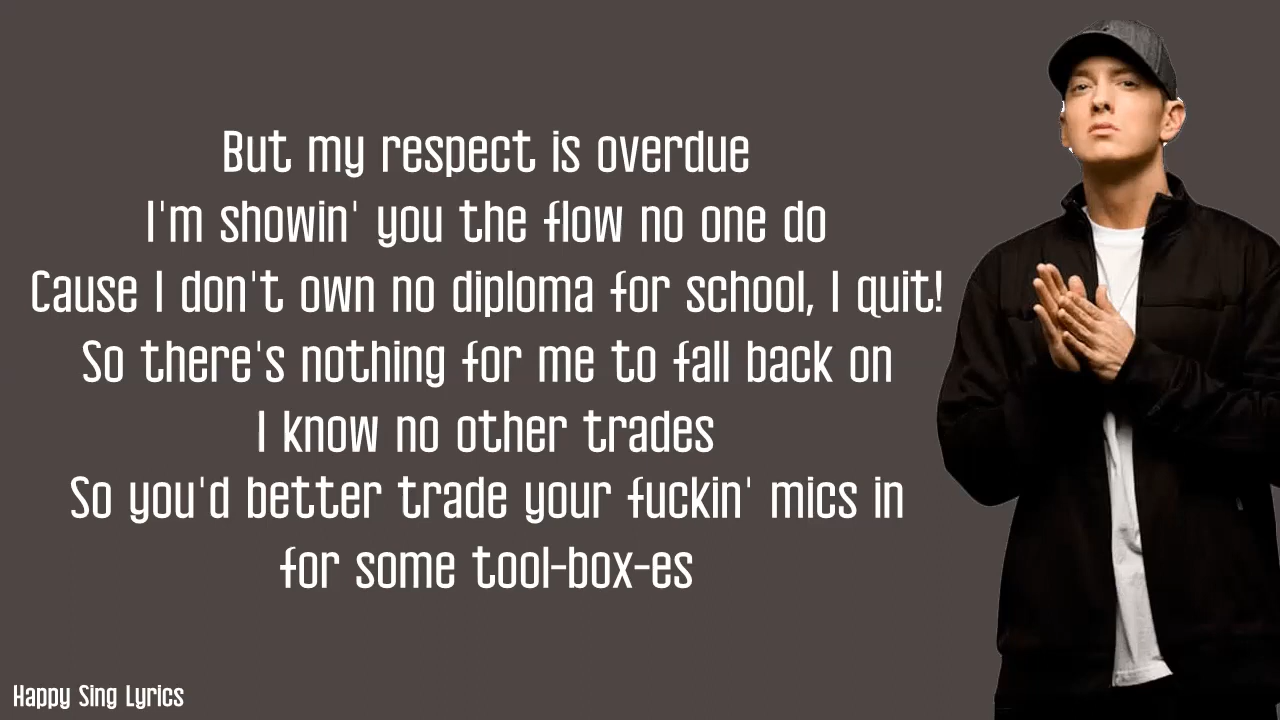 But my respect is overdue
I'm showin' you the flow no one do
Cause I don't own no diploma for school, I quit!
So there's nothing for me to fall back on
I know no other trades
So you'd better trade your fuckin' mics in
for some tool-box-es
Happy Sing Lyrics